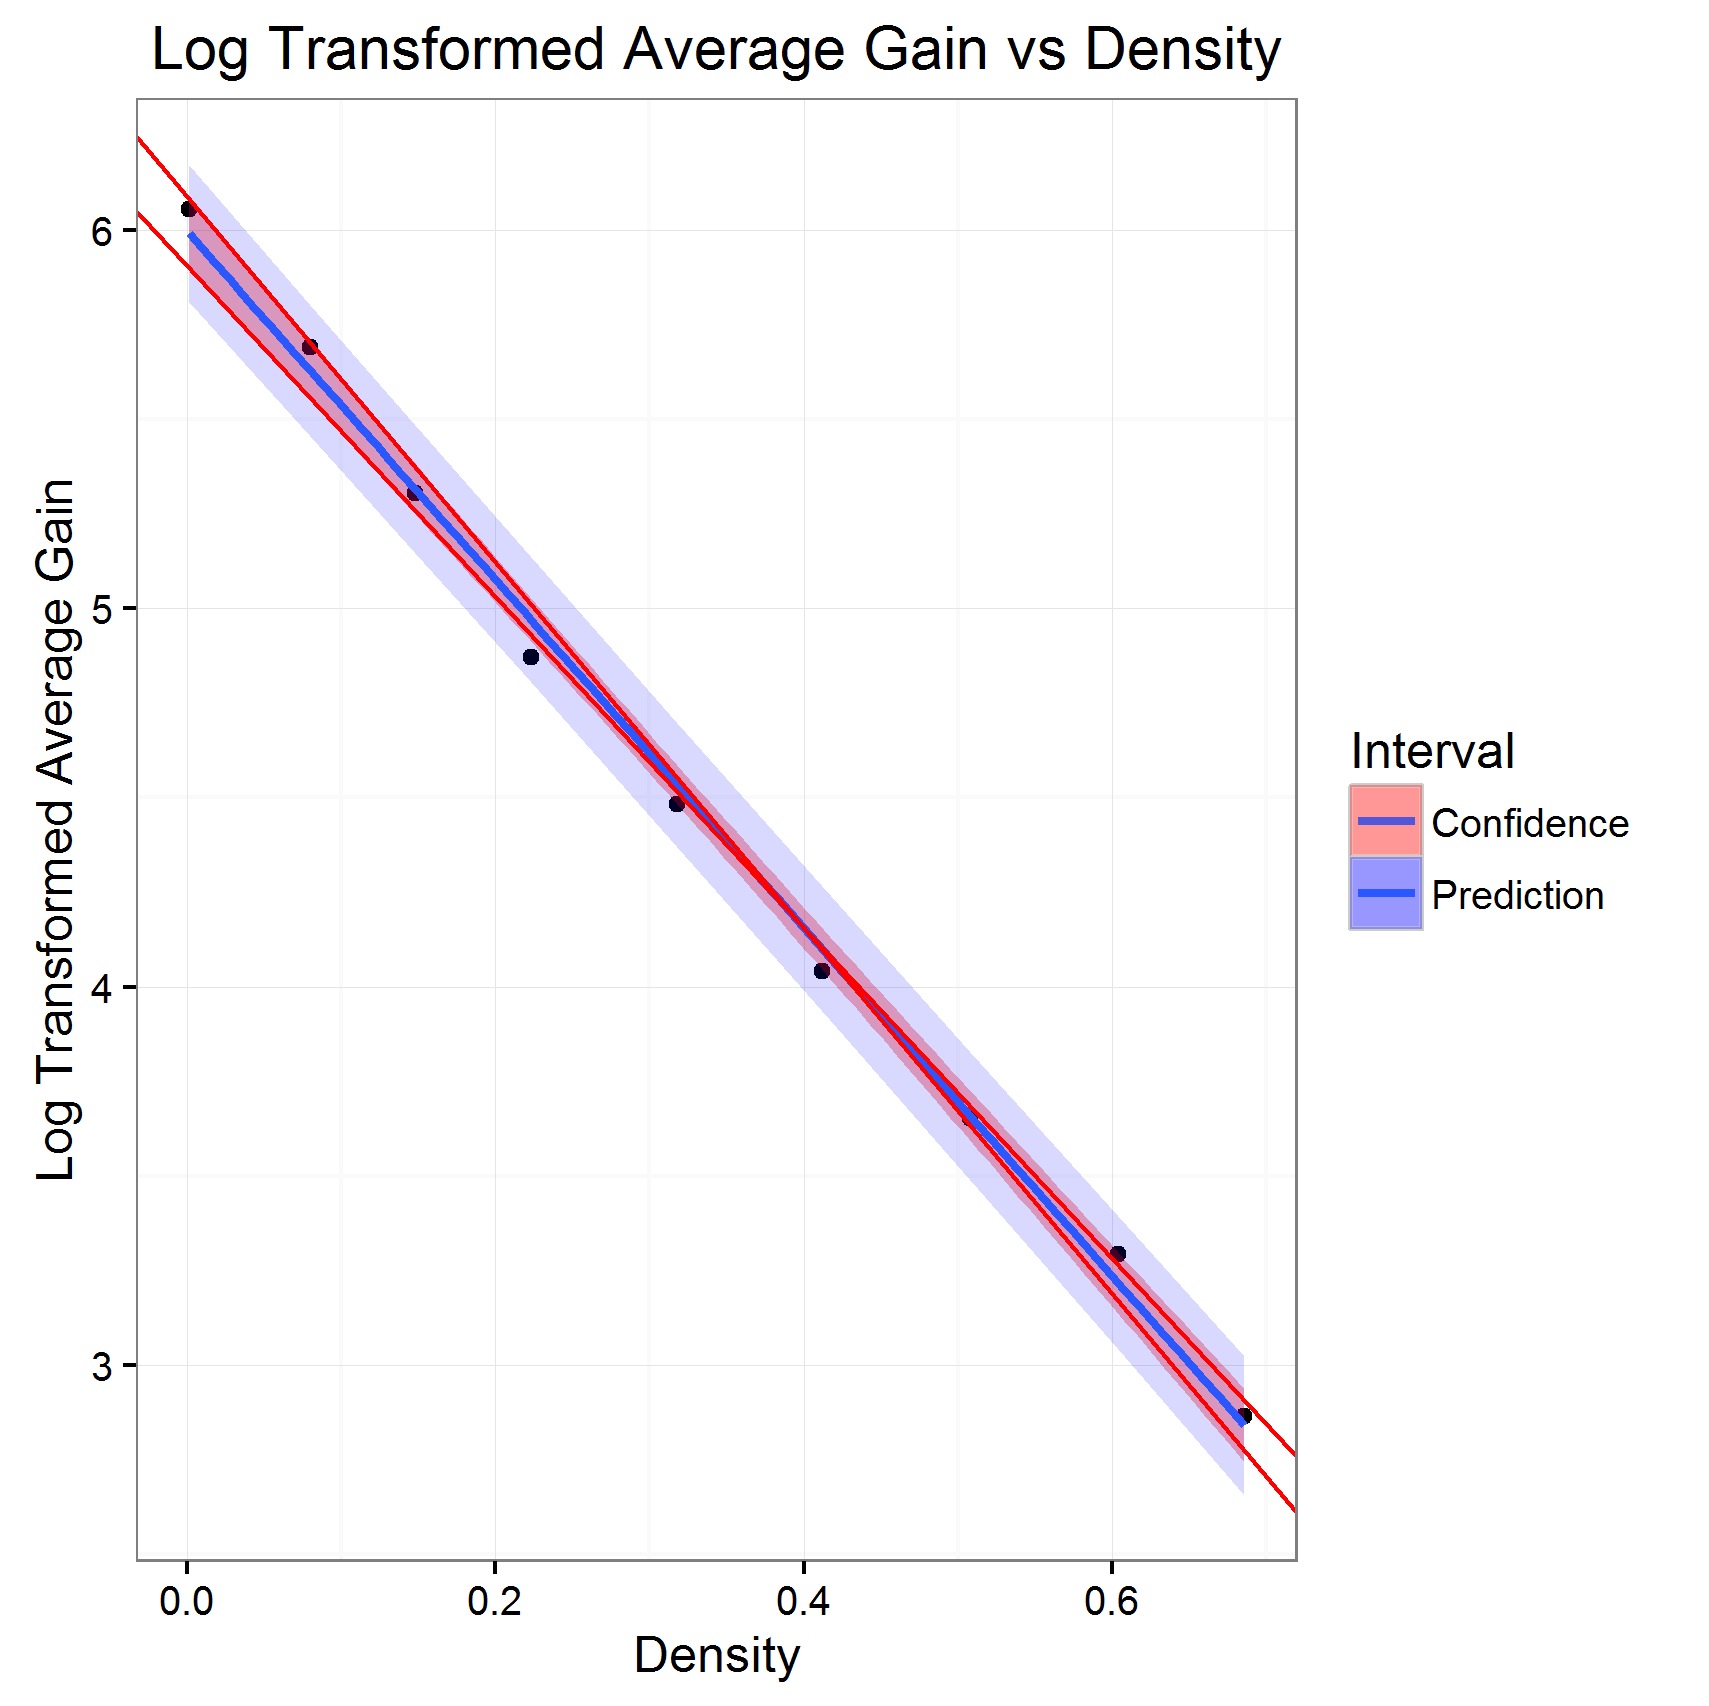 Log Transformed Average Gain vs Density
Log Transformed Average Gain
6
5
4
3
0.0 0.2 0.4 0.6
Density
Interval
Confidence
Prediction